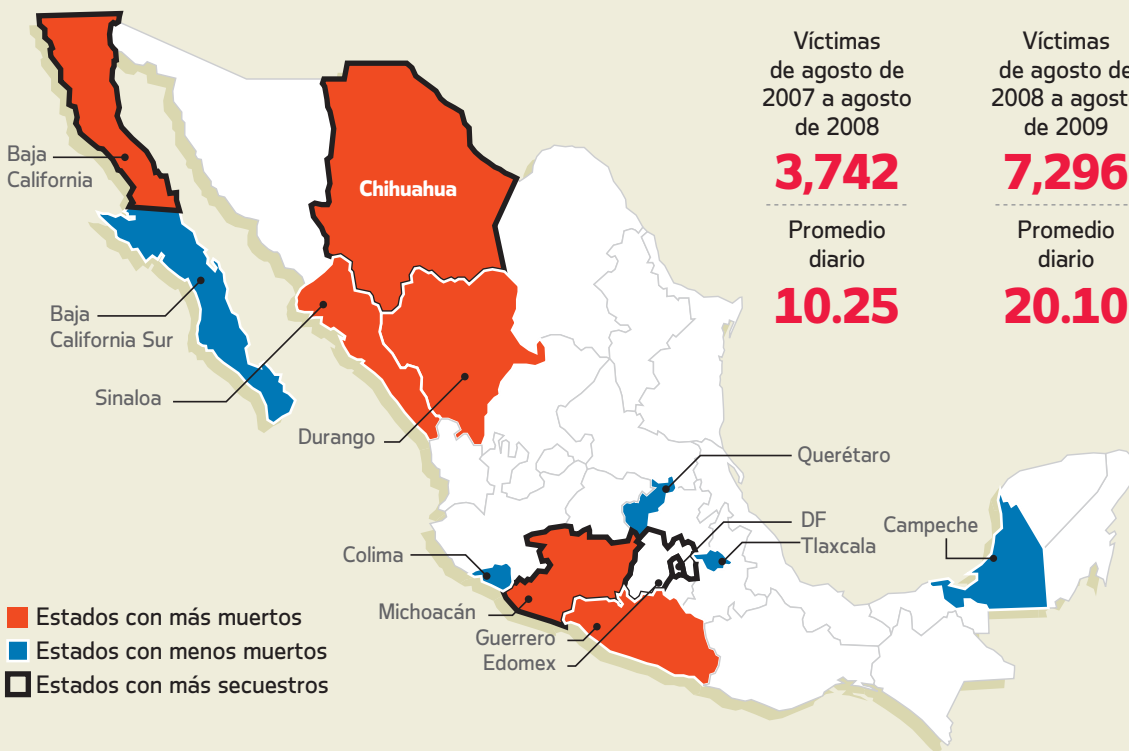 Víctimas
de agosto de
2007 a agosto
de 2008
3,742
Promedio
diario
10.25
Víctimas
de agosto de
2008 a agosto
de 2009
7,296
Promedio
diario
20.10
Baja
California
Chihuahua
Baja
California Sur
Sinaloa
Durango
Querétaro
DF
Tlaxcala
Campeche
Colima
Michoacán
Guerrero
Edomex
Estados con más muertos
Estados con menos muertos
Estados con más secuestros